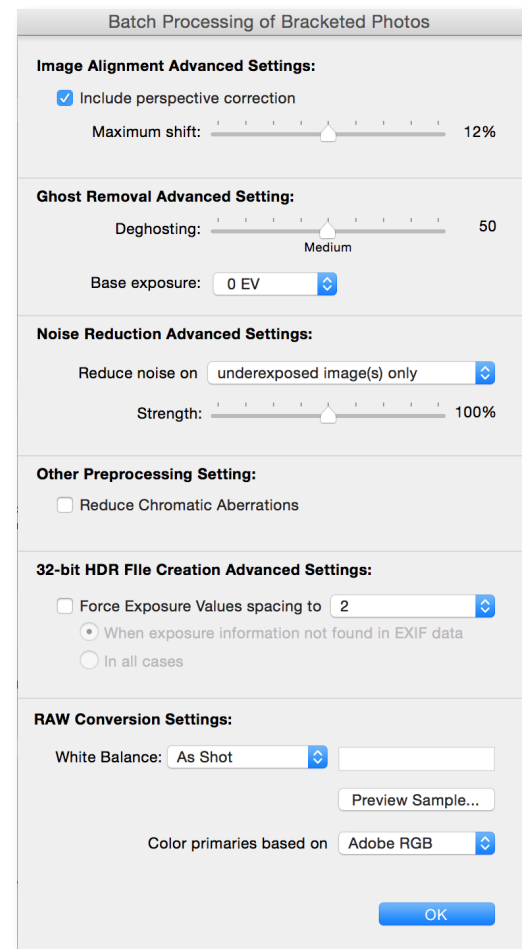 Batch Processing of Bracketed Photos
Image Alignment Advanced Settings:
Include perspective correction
Maximum shift: 12%
Ghost Removal Advanced Setting:
Deghosting: 50
Medium
Base exposure: 0 EV
Noise Reduction Advanced Settings:
Reduce noise on underexposed image(s) only
Strength: 100%
Other Preprocessing Setting:
Reduce Chromatic Aberrations
32-bit HDR FIle Creation Advanced Settings:
Force Exposure Values spacing to 2
When exposure information not found in EXIF data
In all cases
RAW Conversion Settings:
White Balance: As Shot
Preview Sample...
Color primaries based on Adobe RGB
OK